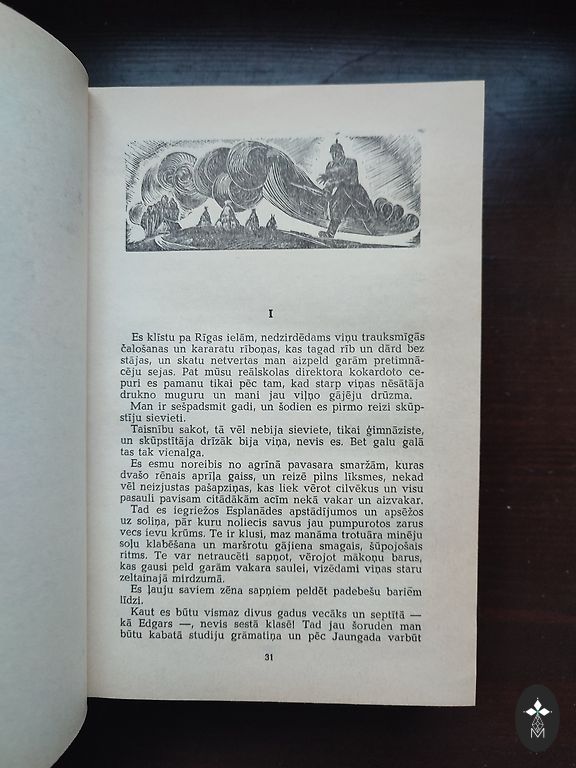 I
Es klīstu pa Rīgas ielām, nedzirdēdams viņu trauksmīgās
čalošanas un kararatu rīboņas, kas tagad rīb un dārd bez
stājas, un skatu netvertas man aizpeld garām pretimnā-
cēju sejas. Pat mūsu reālskolas direktora kokardoto ce-
puri es pamanu tikai pēc tam, kad starp viņas nēsātāja
drukno muguru un mani jau viļņo gājēju drūzma.
Man ir sešpadsmit gadi, un šodien es pirmo reizi skūp-
stīju sievieti.
Taisnību sakot, tā vēl nebija sieviete, tikai ģimnāziste,
un skūpstītāja drīzāk bija viņa, nevis es. Bet galu galā
tas tak vienalga.
Es esmu noreibis no agrīnā pavasara smaržām, kuras
dvašo rēnais aprīļa gaiss, un reizē pilns līksmes, nekad
vēl neizjustas pašapziņas, kas liek vērot cilvēkus un visu
pasauli pavisam citādākām acīm nekā vakar un aizvakar.
Tad es iegriežos Esplanādes apstādījumos un apsēžos
uz soliņa, pār kuru noliecis savus jau pumpurotos zarus
vecs ievu krūms. Te ir klusi, maz manāma trotuāra minēju
soļu klabēšana un maršrotu gājiena smagais, šūpojošais
ritms. Te var netraucēti sapņot, vērojot mākoņu barus,
kas gausi peld garām vakara saulei, vizēdami viņas staru
zeltainajā mirdzumā.
Es ļauju saviem zēna sapņiem peldēt padebešu bariem
līdzi.
Kaut es būtu vismaz divus gadus vecāks un septītā —
kā Edgars —, nevis sestā klasē! Tad jau šoruden man
būtu kabatā studiju grāmatiņa un pēc Jaungada varbūt
31
M